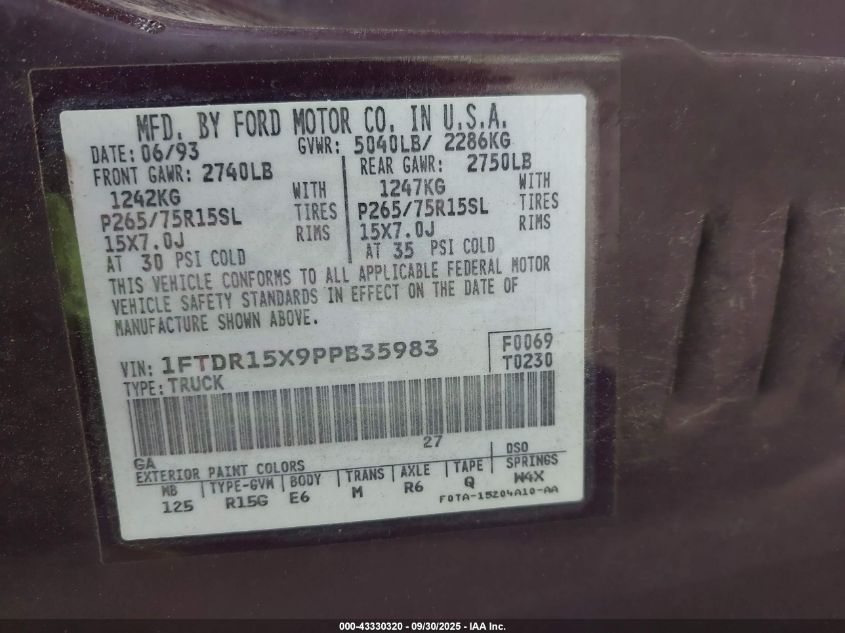 MFD. BY FORD MOTOR CO. IN U.S.A.
DATE: 06/93 GVWR: 5040LB/ 2286KG
FRONT GAWR: 2740LB REAR GAWR: 2750LB
1242KG WITH 1247KG WITH
P265/75R15SL TIRES P265/75R15SL TIRES
15X7.0J RIMS 15X7.0J RIMS
AT 30 PSI COLD AT 35 PSI COLD
THIS VEHICLE CONFORMS TO ALL APPLICABLE FEDERAL MOTOR
VEHICLE SAFETY STANDARDS IN EFFECT ON THE DATE OF
MANUFACTURE SHOWN ABOVE.
VIN: 1FTDR15X9PPB35983 F0069
TYPE: TRUCK T0230
27
GA DSO
EXTERIOR PAINT COLORS SPRINGS
WB TYPE-GVW BODY TRANS AXLE TAPE W4X
125 R15G E6 M R6 Q F0TA-15Z04A10-AA
000-43330320 - 09/30/2025 - IAA Inc.